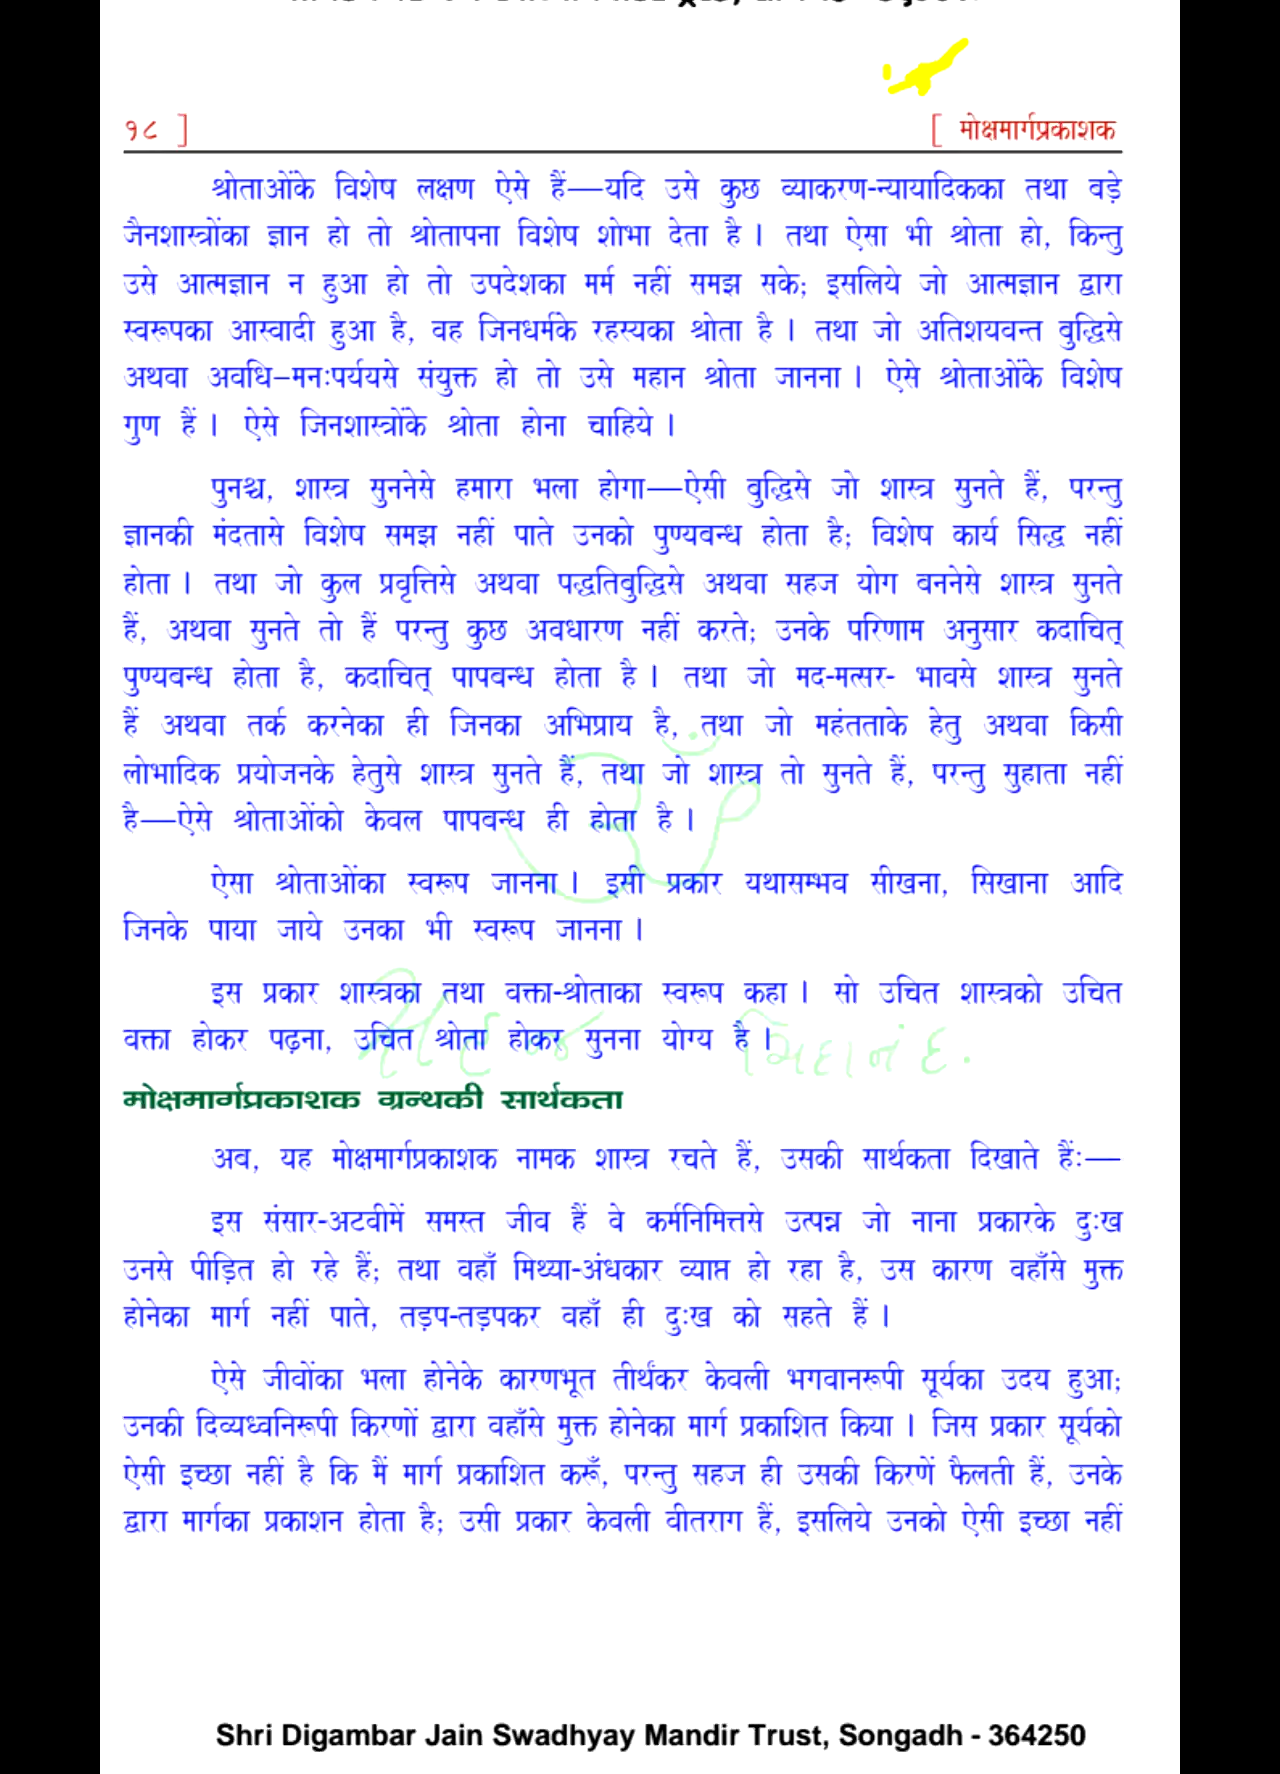 १८ ]
[ मोक्षमार्गप्रकाशक
श्रोताओंके विशेष लक्षण ऐसे हैं—यदि उसे कुछ व्याकरण-न्यायादिकका तथा बड़े
जैनशास्त्रोंका ज्ञान हो तो श्रोतापना विशेष शोभा देता है। तथा ऐसा भी श्रोता हो, किन्तु
उसे आत्मज्ञान न हुआ हो तो उपदेशका मर्म नहीं समझ सके; इसलिये जो आत्मज्ञान द्वारा
स्वरूपका आस्वादी हुआ है, वह जिनधर्मके रहस्यका श्रोता है। तथा जो अतिशयवन्त बुद्धिसे
अथवा अवधि–मनःपर्ययसे संयुक्त हो तो उसे महान श्रोता जानना। ऐसे श्रोताओंके विशेष
गुण हैं। ऐसे जिनशास्त्रोंके श्रोता होना चाहिये।
पुनश्च, शास्त्र सुननेसे हमारा भला होगा—ऐसी बुद्धिसे जो शास्त्र सुनते हैं, परन्तु
ज्ञानकी मंदतासे विशेष समझ नहीं पाते उनको पुण्यबन्ध होता है; विशेष कार्य सिद्ध नहीं
होता। तथा जो कुल प्रवृत्तिसे अथवा पद्धतिबुद्धिसे अथवा सहज योग बननेसे शास्त्र सुनते
हैं, अथवा सुनते तो हैं परन्तु कुछ अवधारण नहीं करते; उनके परिणाम अनुसार कदाचित्
पुण्यबन्ध होता है, कदाचित् पापबन्ध होता है। तथा जो मद-मत्सर- भावसे शास्त्र सुनते
हैं अथवा तर्क करनेका ही जिनका अभिप्राय है, तथा जो महंतताके हेतु अथवा किसी
लोभादिक प्रयोजनके हेतुसे शास्त्र सुनते हैं, तथा जो शास्त्र तो सुनते हैं, परन्तु सुहाता नहीं
है—ऐसे श्रोताओंको केवल पापबन्ध ही होता है।
ऐसा श्रोताओंका स्वरूप जानना। इसी प्रकार यथासम्भव सीखना, सिखाना आदि
जिनके पाया जाये उनका भी स्वरूप जानना।
इस प्रकार शास्त्रका तथा वक्ता-श्रोताका स्वरूप कहा। सो उचित शास्त्रको उचित
वक्ता होकर पढ़ना, उचित श्रोता होकर सुनना योग्य है।
मोक्षमार्गप्रकाशक ग्रन्थकी सार्थकता
अब, यह मोक्षमार्गप्रकाशक नामक शास्त्र रचते हैं, उसकी सार्थकता दिखाते हैं:—
इस संसार-अटवीमें समस्त जीव हैं वे कर्मनिमित्तसे उत्पन्न जो नाना प्रकारके दुःख
उनसे पीड़ित हो रहे हैं; तथा वहाँ मिथ्या-अंधकार व्याप्त हो रहा है, उस कारण वहाँसे मुक्त
होनेका मार्ग नहीं पाते, तड़प-तड़पकर वहाँ ही दुःख को सहते हैं।
ऐसे जीवोंका भला होनेके कारणभूत तीर्थंकर केवली भगवानरूपी सूर्यका उदय हुआ;
उनकी दिव्यध्वनिरूपी किरणों द्वारा वहाँसे मुक्त होनेका मार्ग प्रकाशित किया। जिस प्रकार सूर्यको
ऐसी इच्छा नहीं है कि मैं मार्ग प्रकाशित करूँ, परन्तु सहज ही उसकी किरणें फैलती हैं, उनके
द्वारा मार्गका प्रकाशन होता है; उसी प्रकार केवली वीतराग हैं, इसलिये उनको ऐसी इच्छा नहीं
Shri Digambar Jain Swadhyay Mandir Trust, Songadh - 364250